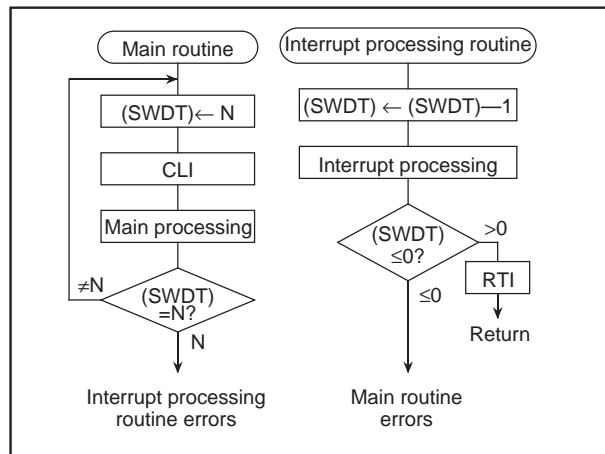 Main routine
(SWDT)← N
CLI
Main processing
≠N
(SWDT)
=N?
N
Interrupt processing
routine errors
Interrupt processing routine
(SWDT) ← (SWDT)—1
Interrupt processing
(SWDT)
≤0?
>0
RTI
Return
≤0
Main routine
errors